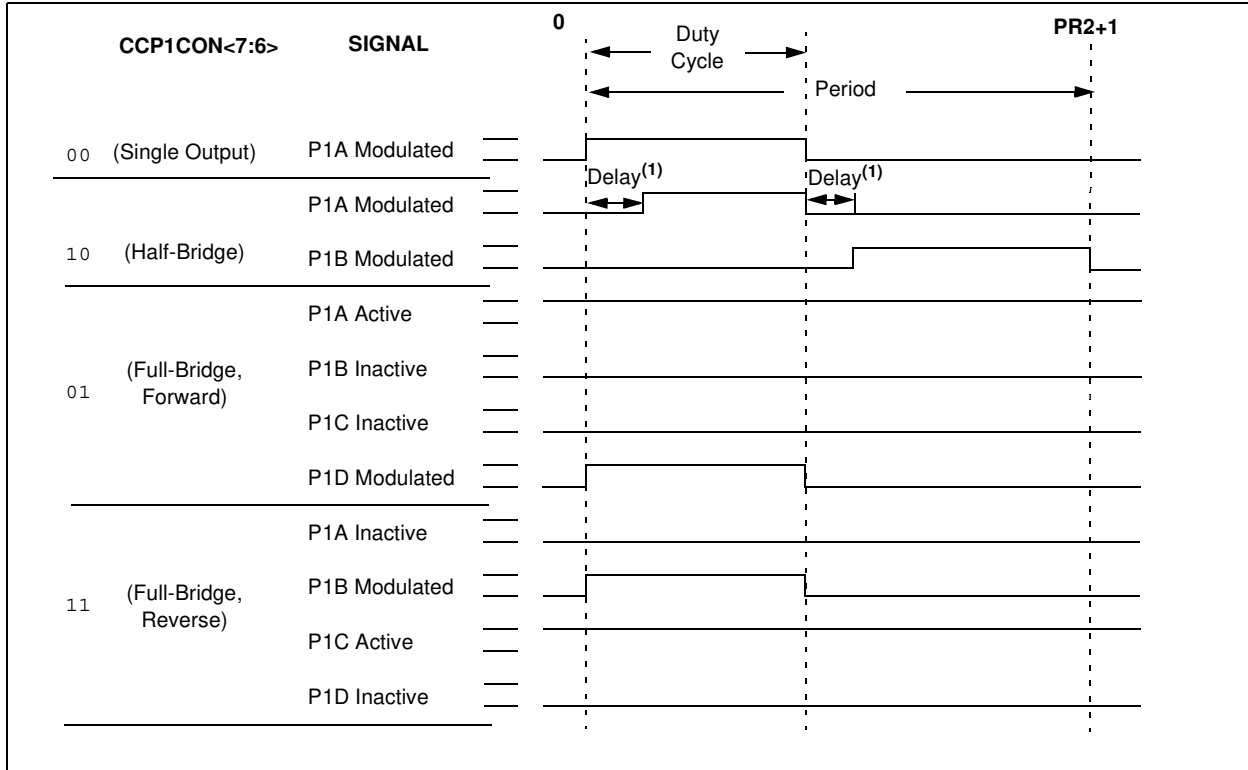 CCP1CON<7:6> SIGNAL 0 PR2+1
Duty
Cycle
Period
00 (Single Output) P1A Modulated
Delay(1) Delay(1)
P1A Modulated
10 (Half-Bridge) P1B Modulated
P1A Active
01 (Full-Bridge,
Forward)
P1B Inactive
P1C Inactive
P1D Modulated
P1A Inactive
11 (Full-Bridge,
Reverse)
P1B Modulated
P1C Active
P1D Inactive